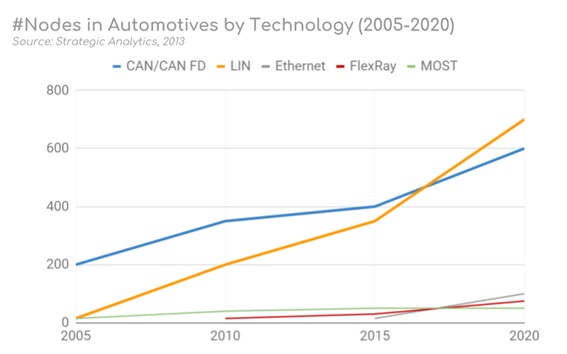 #Nodes in Automotives by Technology (2005-2020)
Source: Strategic Analytics, 2013
CAN/CAN FD LIN Ethernet FlexRay MOST
800
600
400
200
0
2005 2010 2015 2020